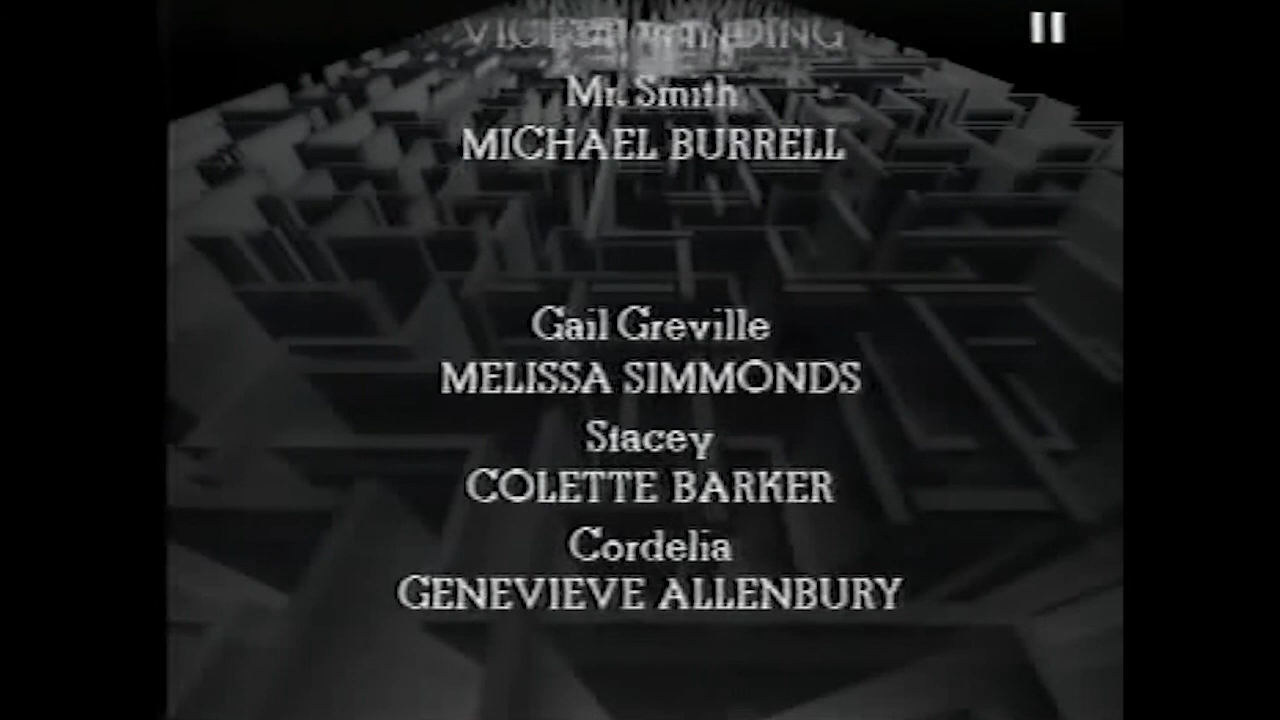 Mr. Smith
MICHAEL BURRELL
Gail Greville
MELISSA SIMMONDS
Stacey
COLETTE BARKER
Cordelia
GENEVIEVE ALLENBURY